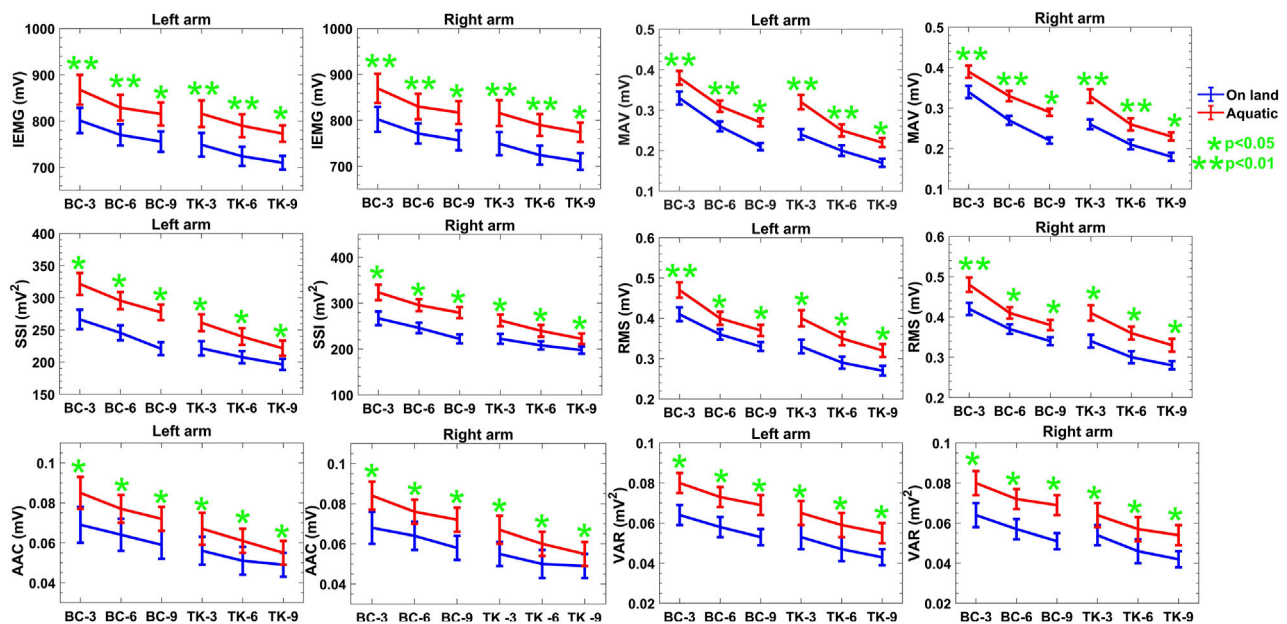 Left arm
1000
900
800
700
IEMG (mV)
** ** * ** ** *
BC-3 BC-6 BC-9 TK-3 TK-6 TK-9
Right arm
1000
900
800
700
IEMG (mV)
** ** * ** ** *
BC-3 BC-6 BC-9 TK-3 TK-6 TK-9
Left arm
0.5
0.4
0.3
0.2
0.1
MAV (mV)
** ** * ** ** *
BC-3 BC-6 BC-9 TK-3 TK-6 TK-9
Right arm
0.5
0.4
0.3
0.2
0.1
MAV (mV)
** ** * ** ** *
BC-3 BC-6 BC-9 TK-3 TK-6 TK-9
On land
Aquatic
* p<0.05
** p<0.01
Left arm
400
350
300
250
200
150
SSI (mV²)
* * * * * *
BC-3 BC-6 BC-9 TK-3 TK-6 TK-9
Right arm
400
300
200
100
SSI (mV²)
* * * * * *
BC-3 BC-6 BC-9 TK-3 TK-6 TK-9
Left arm
0.6
0.5
0.4
0.3
0.2
RMS (mV)
** * * * * *
BC-3 BC-6 BC-9 TK-3 TK-6 TK-9
Right arm
0.6
0.5
0.4
0.3
0.2
RMS (mV)
** * * * * *
BC-3 BC-6 BC-9 TK-3 TK-6 TK-9
Left arm
0.1
0.08
0.06
0.04
AAC (mV)
* * * * * *
BC-3 BC-6 BC-9 TK-3 TK-6 TK-9
Right arm
0.1
0.08
0.06
0.04
AAC (mV)
* * * * * *
BC-3 BC-6 BC-9 TK -3 TK -6 TK -9
Left arm
0.1
0.08
0.06
0.04
0.02
VAR (mV²)
* * * * * *
BC-3 BC-6 BC-9 TK-3 TK-6 TK-9
Right arm
0.1
0.08
0.06
0.04
0.02
VAR (mV²)
* * * * * *
BC-3 BC-6 BC-9 TK-3 TK-6 TK-9